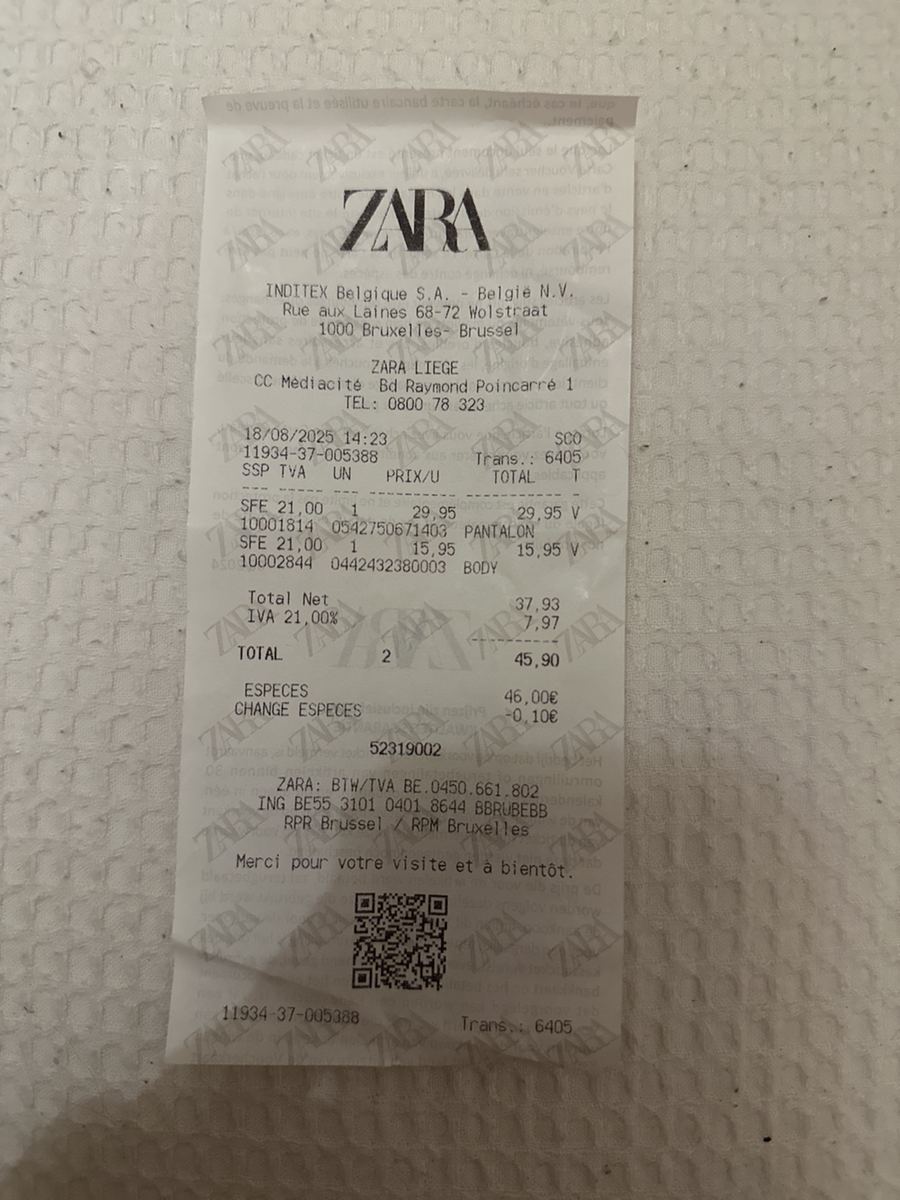 ZARA
INDITEX Belgique S.A. - België N.V.
Rue aux Laines 68-72 Wolstraat
1000 Bruxelles- Brussel
ZARA LIEGE
CC Médiacité Bd Raymond Poincarré 1
TEL: 0800 78 323
18/08/2025 14:23 SCO
11934-37-005388 Trans.: 6405
SSP TVA UN PRIX/U TOTAL T
SFE 21,00 1 29,95 29,95 V
10001814 0542750671403 PANTALON
SFE 21,00 1 15,95 15,95 V
10002844 0442432380003 BODY
Total Net 37,93
IVA 21,00% 7,97
TOTAL 2 45,90
ESPECES 46,00€
CHANGE ESPECES -0,10€
52319002
ZARA: BTW/TVA BE.0450.661.802
ING BE55 3101 0401 8644 BBRUBEBB
RPR Brussel / RPM Bruxelles
Merci pour votre visite et à bientôt.
11934-37-005388 Trans.: 6405